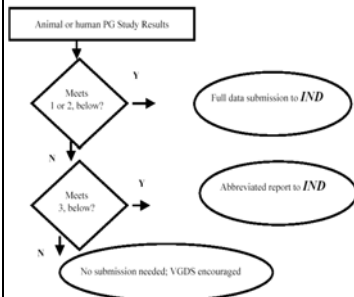 Animal or human PG Study Results
Y
Meets
1 or 2, below?
Full data submission to IND
N
Y
Meets
3, below?
Abbreviated report to IND
N
No submission needed; VGDS encouraged